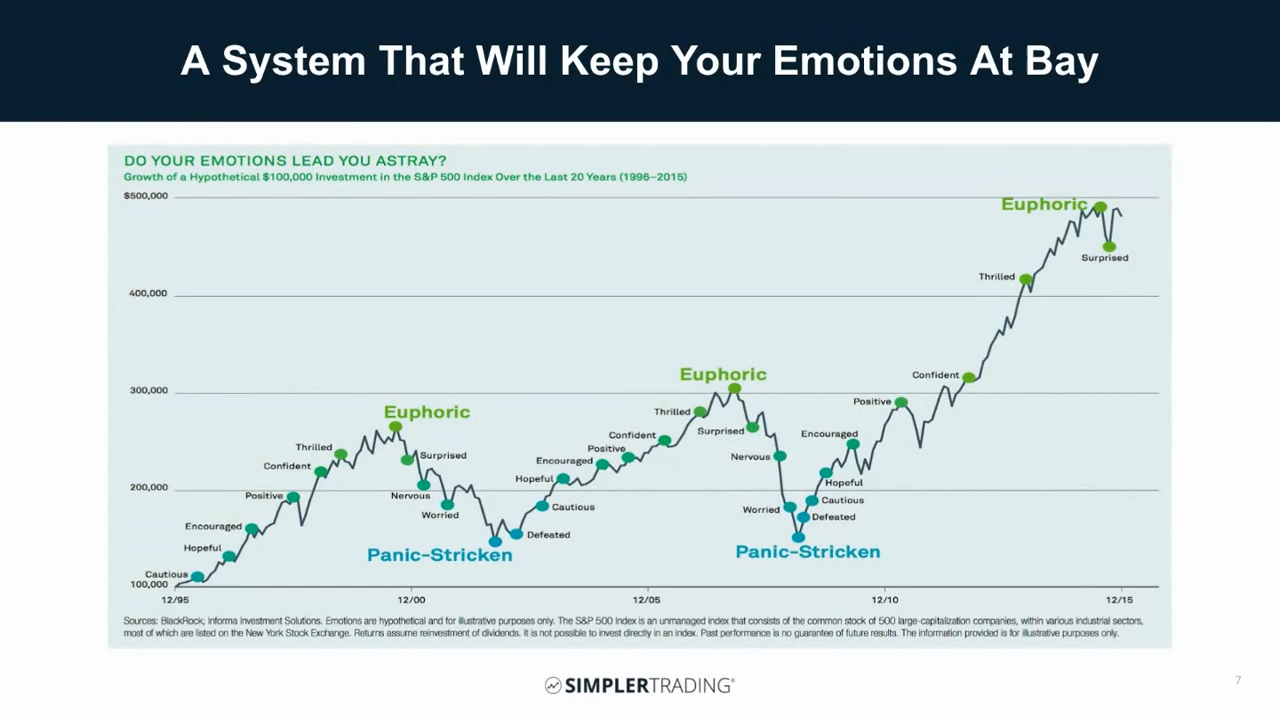 A System That Will Keep Your Emotions At Bay
DO YOUR EMOTIONS LEAD YOU ASTRAY?
Growth of a Hypothetical $100,000 Investment in the S&P 500 Index Over the Last 20 Years (1996–2015)
$500,000
400,000
300,000
200,000
100,000
Cautious
Hopeful
Encouraged
Positive
Confident
Thrilled
Euphoric
Surprised
Nervous
Worried
Panic-Stricken
Defeated
Cautious
Hopeful
Encouraged
Positive
Confident
Thrilled
Euphoric
Surprised
Nervous
Worried
Panic-Stricken
Defeated
Cautious
Hopeful
Encouraged
Positive
Confident
Thrilled
Euphoric
Surprised
12/95
12/00
12/05
12/10
12/15
Sources: BlackRock; Informa Investment Solutions. Emotions are hypothetical and for illustrative purposes only. The S&P 500 Index is an unmanaged index that consists of the common stock of 500 large-capitalization companies, within various industrial sectors,
most of which are listed on the New York Stock Exchange. Returns assume reinvestment of dividends. It is not possible to invest directly in an index. Past performance is no guarantee of future results. The information provided is for illustrative purposes only.
SIMPLERTRADING®
7